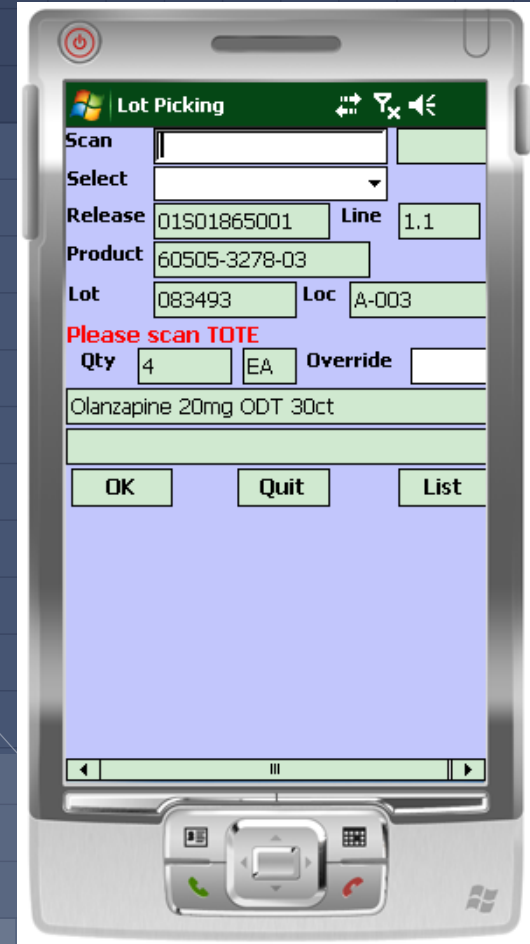 Lot Picking
Scan
Select
Release 01S01865001 Line 1.1
Product 60505-3278-03
Lot 083493 Loc A-003
Please scan TOTE
Qty 4 EA Override
Olanzapine 20mg ODT 30ct
OK Quit List